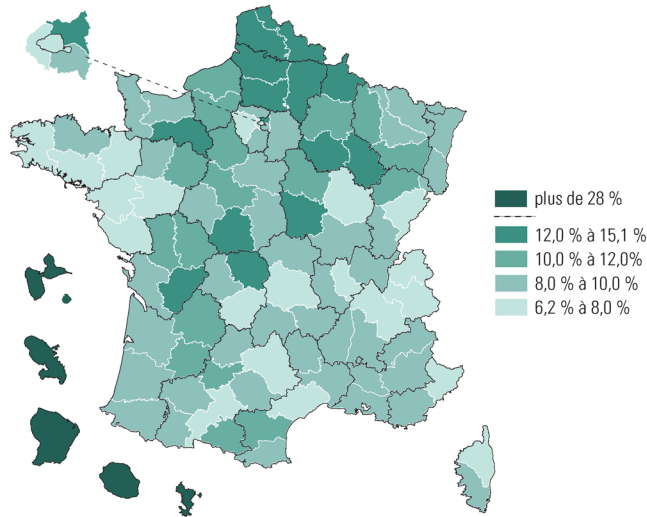 plus de 28 %
12,0 % à 15,1 %
10,0 % à 12,0%
8,0 % à 10,0 %
6,2 % à 8,0 %